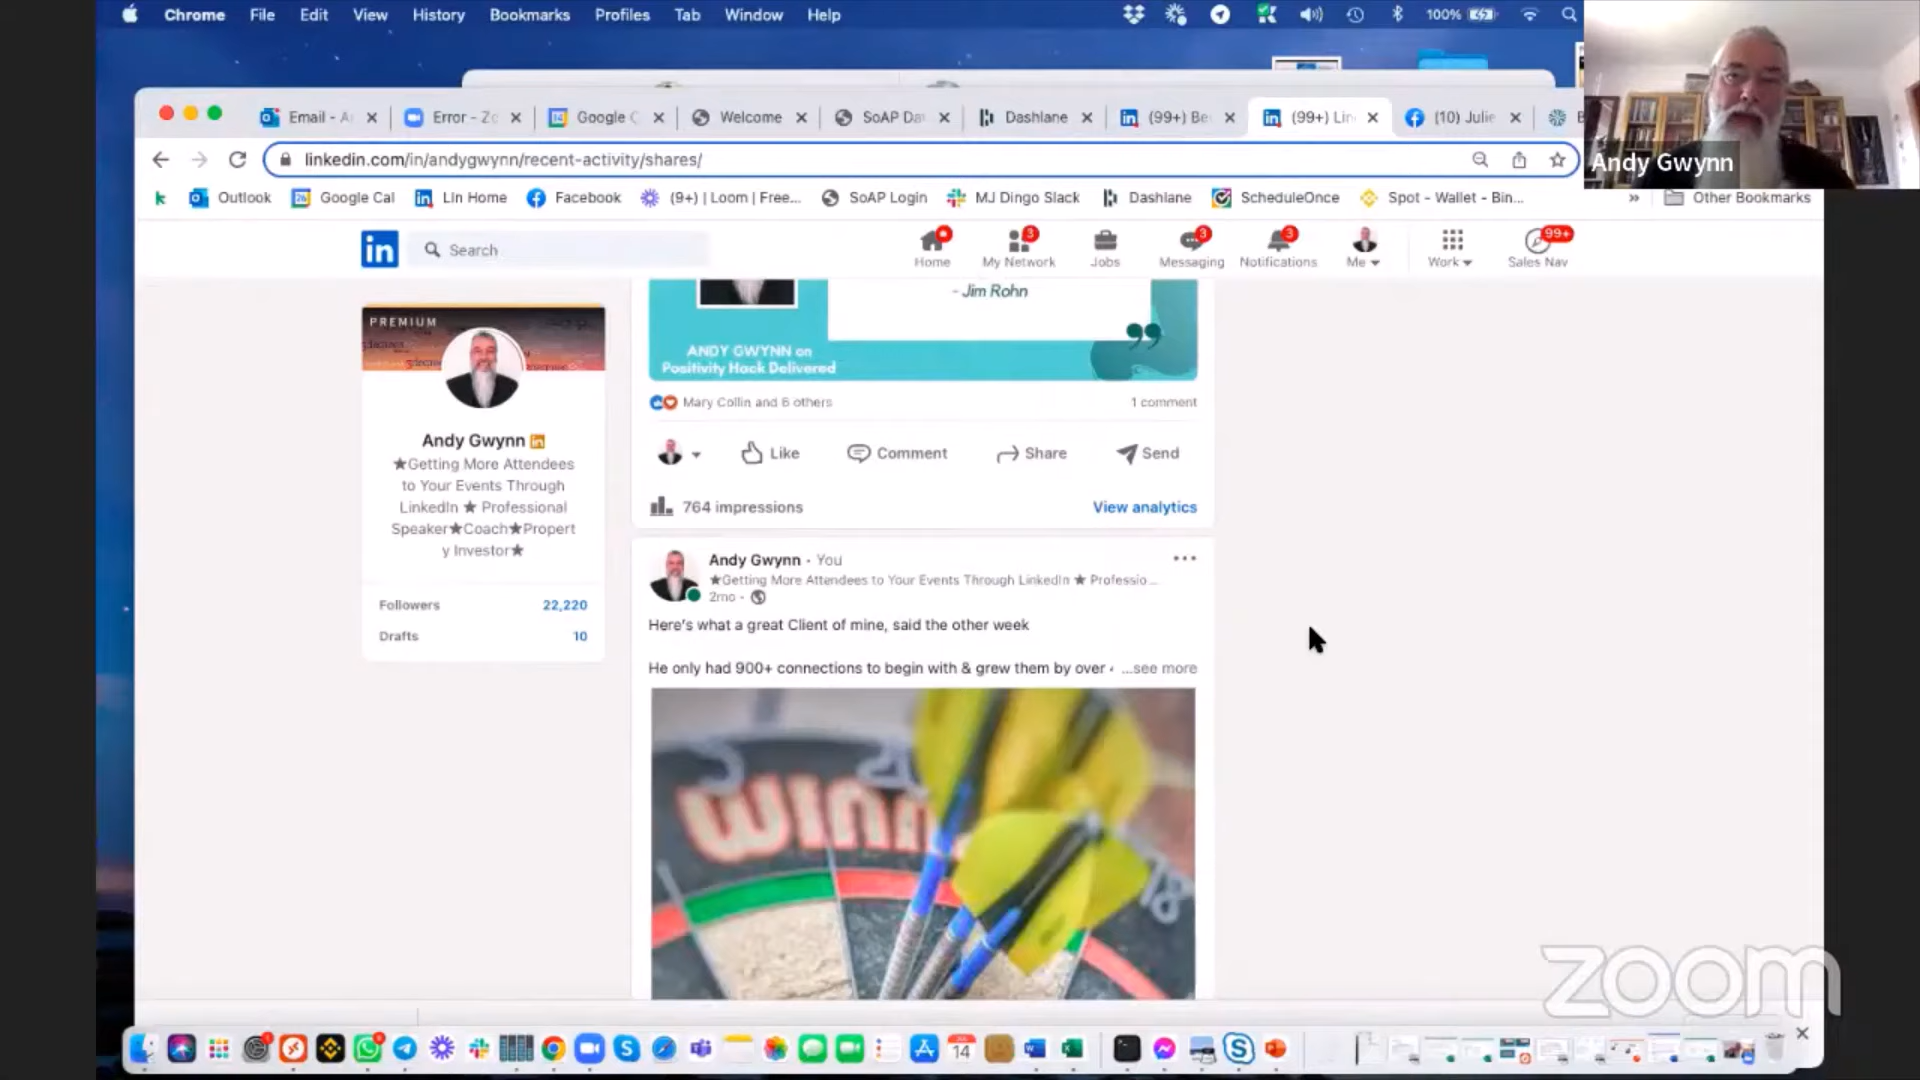 Chrome File Edit View History Bookmarks Profiles Tab Window Help
100%
Email - A
Error - Zo
Google C
Welcome
SoAP Da
Dashlane
(99+) Be
(99+) Lin
(10) Julie
linkedin.com/in/andygwynn/recent-activity/shares/
Andy Gwynn
Outlook
Google Cal
Lin Home
Facebook
(9+) | Loom | Free...
SoAP Login
MJ Dingo Slack
Dashlane
ScheduleOnce
Spot - Wallet - Bin...
»
Other Bookmarks
in
Search
Home
3
My Network
Jobs
3
Messaging
3
Notifications
Me
Work
99+
Sales Nav
PREMIUM
Andy Gwynn in
★Getting More Attendees
to Your Events Through
LinkedIn ★ Professional
Speaker★Coach★Propert
y Investor★
Followers 22,220
Drafts 10
- Jim Rohn
ANDY GWYNN on
Positivity Hack Delivered
Mary Collin and 6 others 1 comment
Like Comment Share Send
764 impressions View analytics
Andy Gwynn • You
★Getting More Attendees to Your Events Through LinkedIn ★ Professio...
2mo •
Here's what a great Client of mine, said the other week
He only had 900+ connections to begin with & grew them by over ...see more
14
zoom